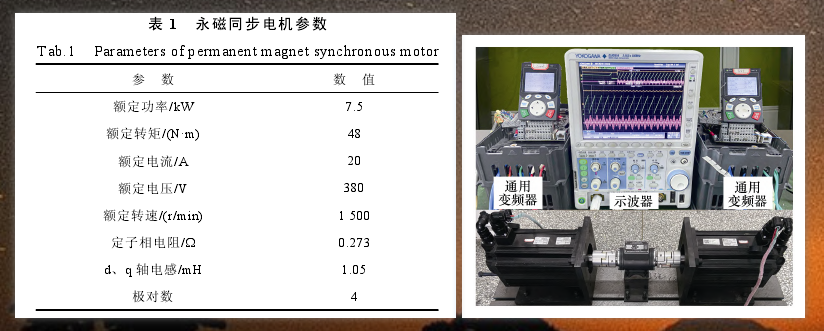 表 1 永磁同步电机参数
Tab. 1 Parameters of permanent magnet synchronous motor
参 数 数 值
额定功率/kW 7.5
额定转矩/(N·m) 48
额定电流/A 20
额定电压/V 380
额定转速/(r/min) 1 500
定子相电阻/Ω 0.273
d、q 轴电感/mH 1.05
极对数 4
YOKOGAWA
通用
变频器
示波器
通用
变频器